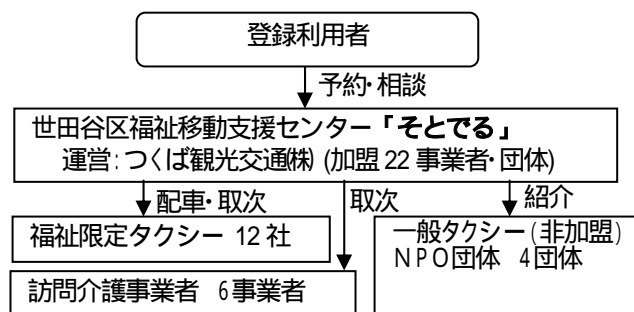 登録利用者
予約・相談
世田谷区福祉移動支援センター「そとでる」
運営:つくば観光交通㈱ (加盟 22 事業者・団体)
配車・取次
取次
紹介
福祉限定タクシー 12 社
一般タクシー(非加盟)
NPO団体 4団体
訪問介護事業者 6事業者